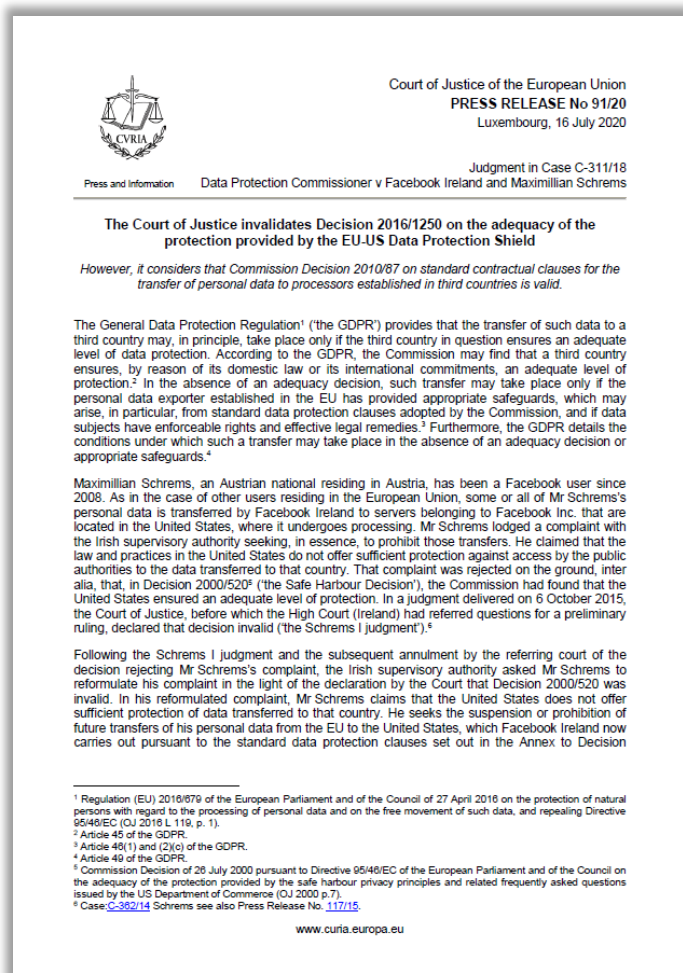 Court of Justice of the European Union
PRESS RELEASE No 91/20
Luxembourg, 16 July 2020
CVRIA
Judgment in Case C-311/18
Press and Information Data Protection Commissioner v Facebook Ireland and Maximillian Schrems
The Court of Justice invalidates Decision 2016/1250 on the adequacy of the
protection provided by the EU-US Data Protection Shield
However, it considers that Commission Decision 2010/87 on standard contractual clauses for the
transfer of personal data to processors established in third countries is valid.
The General Data Protection Regulation¹ ('the GDPR') provides that the transfer of such data to a
third country may, in principle, take place only if the third country in question ensures an adequate
level of data protection. According to the GDPR, the Commission may find that a third country
ensures, by reason of its domestic law or its international commitments, an adequate level of
protection.² In the absence of an adequacy decision, such transfer may take place only if the
personal data exporter established in the EU has provided appropriate safeguards, which may
arise, in particular, from standard data protection clauses adopted by the Commission, and if data
subjects have enforceable rights and effective legal remedies.³ Furthermore, the GDPR details the
conditions under which such a transfer may take place in the absence of an adequacy decision or
appropriate safeguards.⁴
Maximillian Schrems, an Austrian national residing in Austria, has been a Facebook user since
2008. As in the case of other users residing in the European Union, some or all of Mr Schrems's
personal data is transferred by Facebook Ireland to servers belonging to Facebook Inc. that are
located in the United States, where it undergoes processing. Mr Schrems lodged a complaint with
the Irish supervisory authority seeking, in essence, to prohibit those transfers. He claimed that the
law and practices in the United States do not offer sufficient protection against access by the public
authorities to the data transferred to that country. That complaint was rejected on the ground, inter
alia, that, in Decision 2000/520⁵ ('the Safe Harbour Decision'), the Commission had found that the
United States ensured an adequate level of protection. In a judgment delivered on 6 October 2015,
the Court of Justice, before which the High Court (Ireland) had referred questions for a preliminary
ruling, declared that decision invalid ('the Schrems I judgment').⁶
Following the Schrems I judgment and the subsequent annulment by the referring court of the
decision rejecting Mr Schrems's complaint, the Irish supervisory authority asked Mr Schrems to
reformulate his complaint in the light of the declaration by the Court that Decision 2000/520 was
invalid. In his reformulated complaint, Mr Schrems claims that the United States does not offer
sufficient protection of data transferred to that country. He seeks the suspension or prohibition of
future transfers of his personal data from the EU to the United States, which Facebook Ireland now
carries out pursuant to the standard data protection clauses set out in the Annex to Decision
¹ Regulation (EU) 2016/679 of the European Parliament and of the Council of 27 April 2016 on the protection of natural
persons with regard to the processing of personal data and on the free movement of such data, and repealing Directive
95/46/EC (OJ 2016 L 119, p. 1).
² Article 45 of the GDPR.
³ Article 46(1) and (2)(c) of the GDPR.
⁴ Article 49 of the GDPR.
⁵ Commission Decision of 26 July 2000 pursuant to Directive 95/46/EC of the European Parliament and of the Council on
the adequacy of the protection provided by the safe harbour privacy principles and related frequently asked questions
issued by the US Department of Commerce (OJ 2000 p.7).
⁶ Case:C-362/14 Schrems see also Press Release No. 117/15.
www.curia.europa.eu